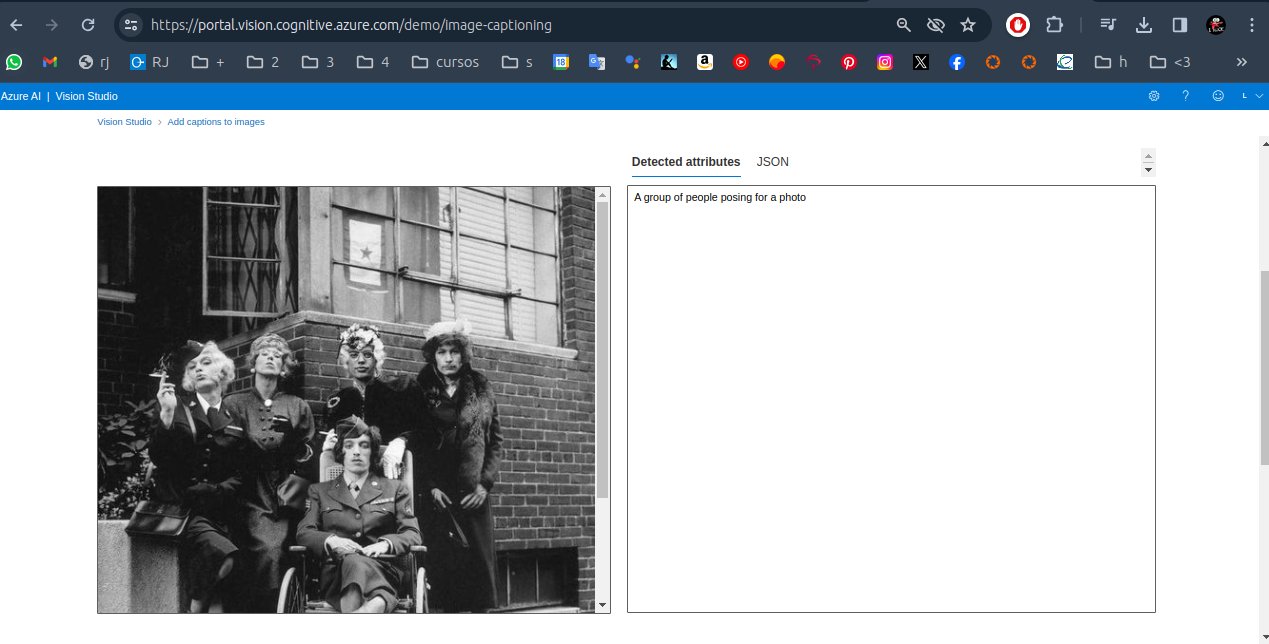 https://portal.vision.cognitive.azure.com/demo/image-captioning
rj
RJ
+
2
3
4
cursos
s
18
a
h
<3
»
Azure AI | Vision Studio
?
L
Vision Studio > Add captions to images
Detected attributes
JSON
A group of people posing for a photo